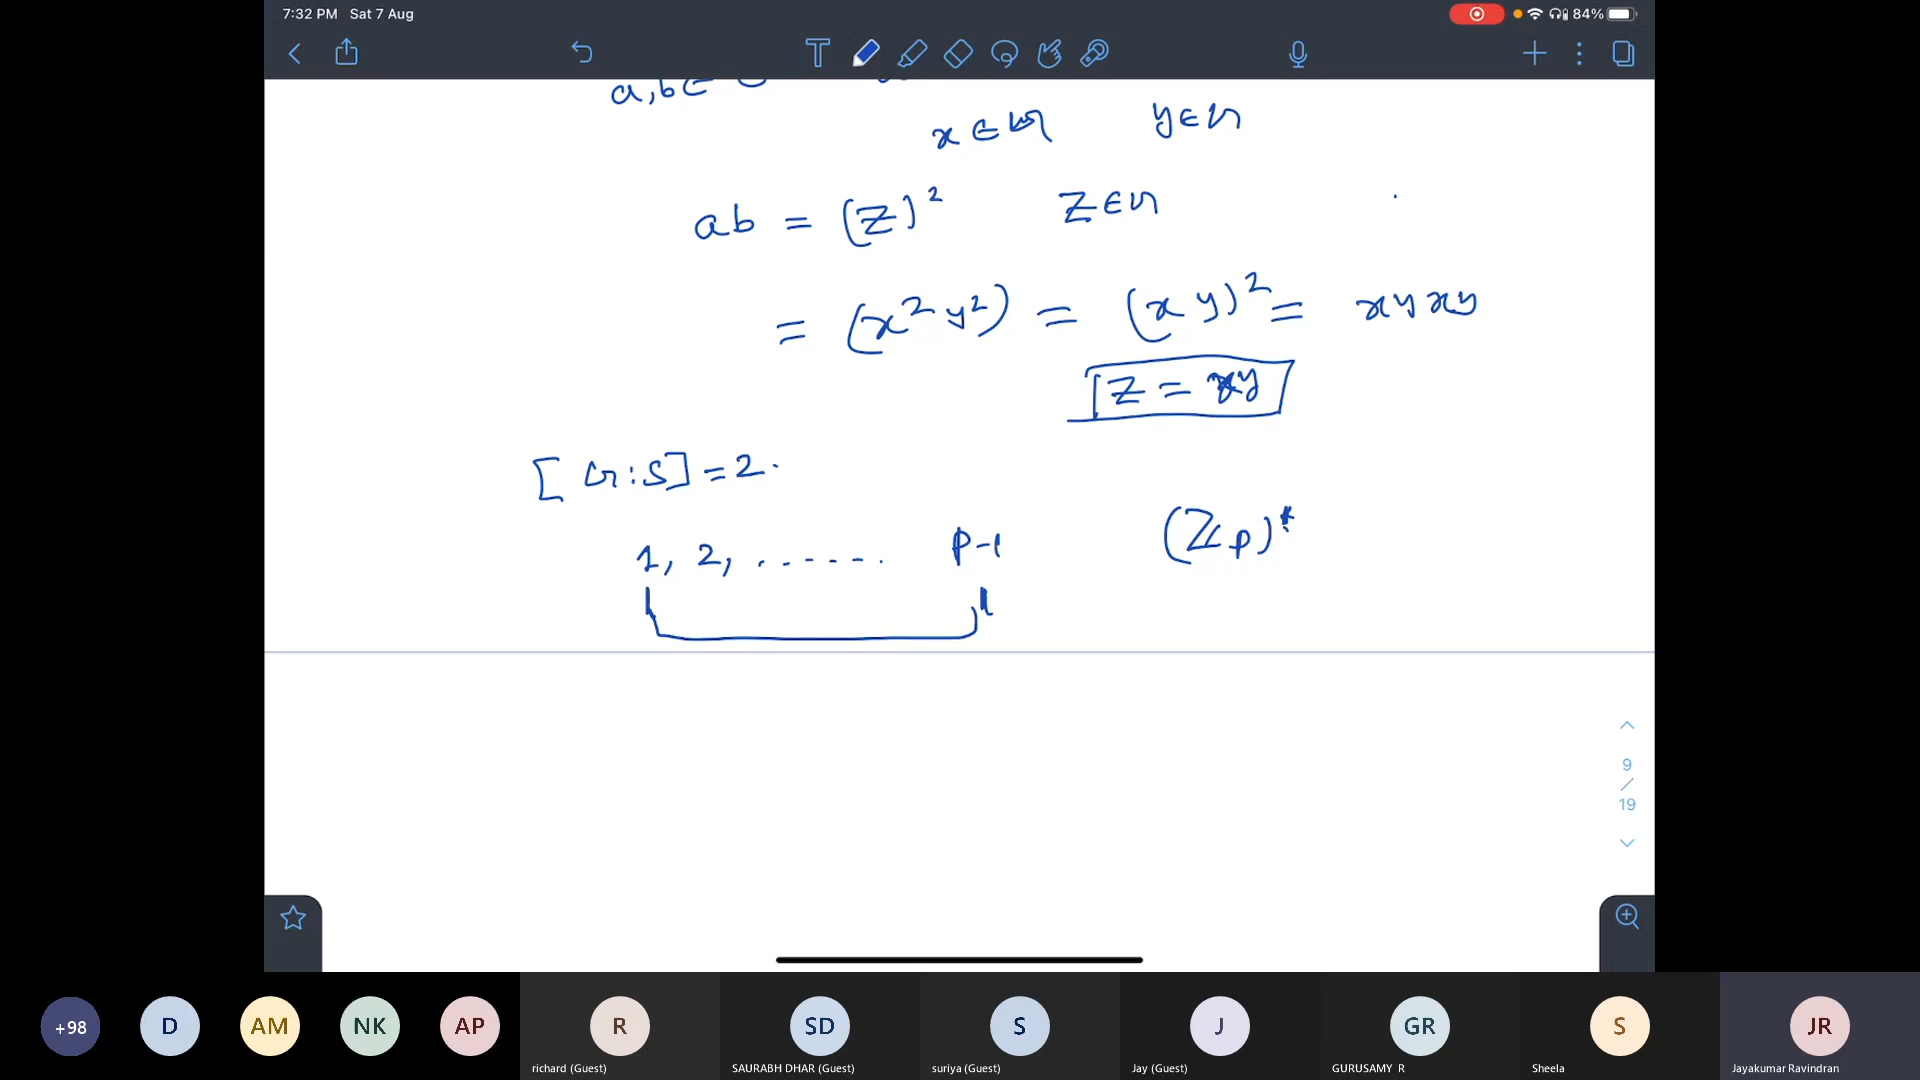 7:32 PM Sat 7 Aug
84%
a,b∈
x ∈ G y ∈ G
ab = (Z)² Z ∈ G
= (x² y²) = (x y)² = xy xy
Z = xy
[ G : S ] = 2.
1, 2, ....... p-1 (ℤp)*
9
/
19
+98 D AM NK AP R SD S J GR S JR
richard (Guest) SAURABH DHAR (Guest) suriya (Guest) Jay (Guest) GURUSAMY R Sheela Jayakumar Ravindran